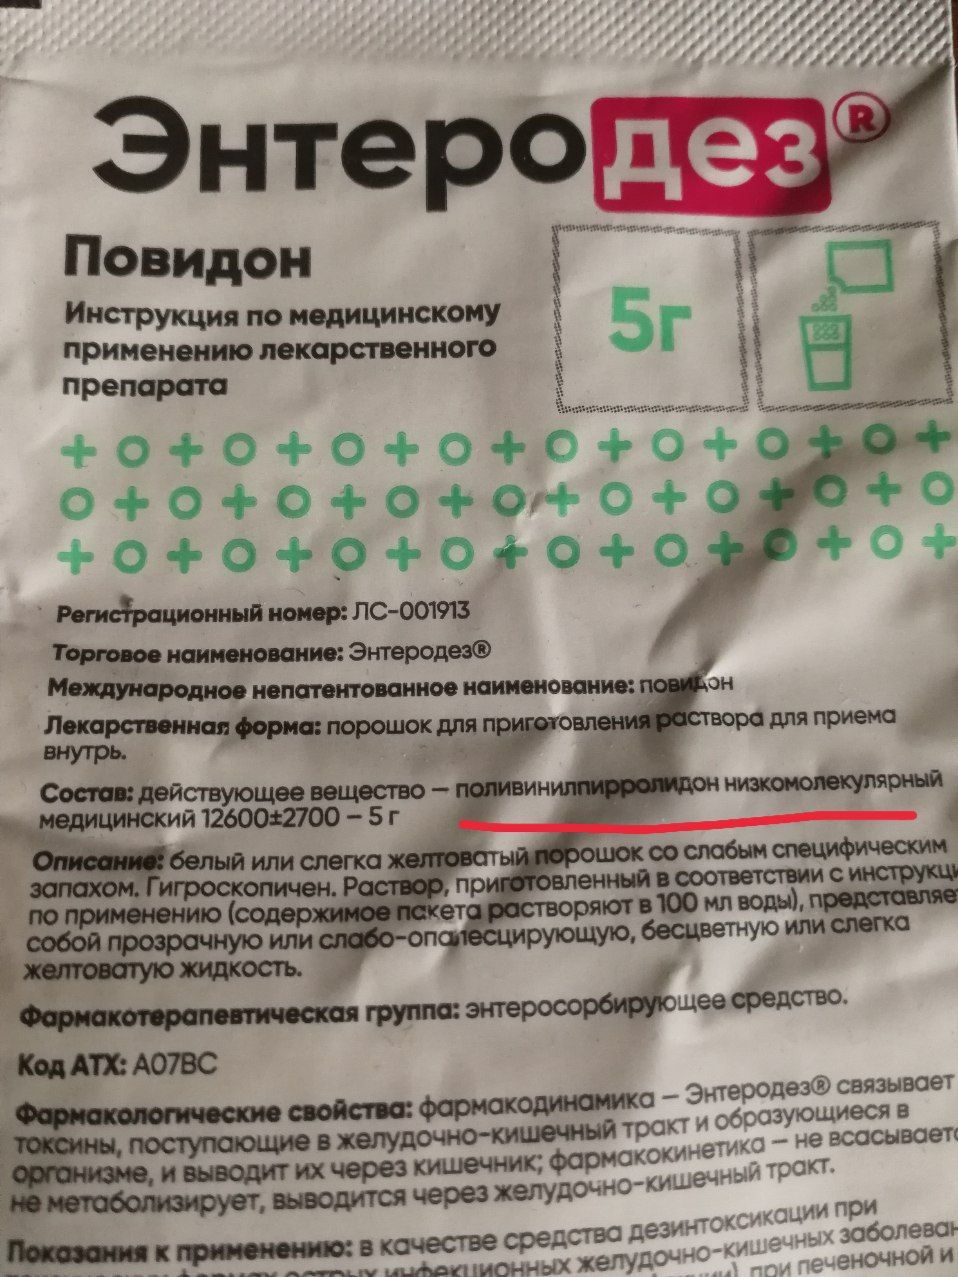 Энтеродез®
Повидон
Инструкция по медицинскому
применению лекарственного
препарата
5г
Регистрационный номер: ЛС-001913
Торговое наименование: Энтеродез®
Международное непатентованное наименование: повидон
Лекарственная форма: порошок для приготовления раствора для приема
внутрь.
Состав: действующее вещество – поливинилпирролидон низкомолекулярный
медицинский 12600±2700 – 5 г
Описание: белый или слегка желтоватый порошок со слабым специфическим
запахом. Гигроскопичен. Раствор, приготовленный в соответствии с инструкци
по применению (содержимое пакета растворяют в 100 мл воды), представляе
собой прозрачную или слабо-опалесцирующую, бесцветную или слегка
желтоватую жидкость.
Фармакотерапевтическая группа: энтеросорбирующее средство.
Код АТХ: A07BC
Фармакологические свойства: фармакодинамика – Энтеродез® связывает
токсины, поступающие в желудочно-кишечный тракт и образующиеся в
организме, и выводит их через кишечник; фармакокинетика – не всасывает
не метаболизирует, выводится через желудочно-кишечный тракт.
Показания к применению: в качестве средства дезинтоксикации при
формах острых инфекционных желудочно-кишечных заболеван
при печеночной и